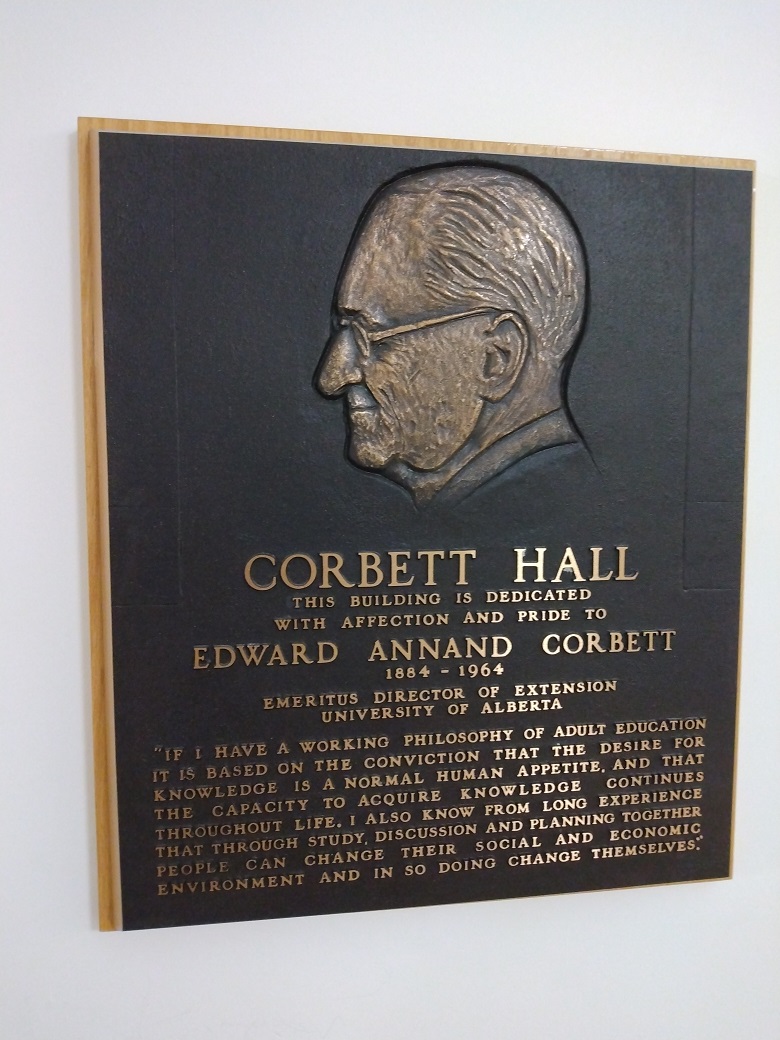 CORBETT HALL
THIS BUILDING IS DEDICATED
WITH AFFECTION AND PRIDE TO
EDWARD ANNAND CORBETT
1884 - 1964
EMERITUS DIRECTOR OF EXTENSION
UNIVERSITY OF ALBERTA
"IF I HAVE A WORKING PHILOSOPHY OF ADULT EDUCATION
IT IS BASED ON THE CONVICTION THAT THE DESIRE FOR
KNOWLEDGE IS A NORMAL HUMAN APPETITE, AND THAT
THE CAPACITY TO ACQUIRE KNOWLEDGE CONTINUES
THROUGHOUT LIFE. I ALSO KNOW FROM LONG EXPERIENCE
THAT THROUGH STUDY, DISCUSSION AND PLANNING TOGETHER
PEOPLE CAN CHANGE THEIR SOCIAL AND ECONOMIC
ENVIRONMENT AND IN SO DOING CHANGE THEMSELVES."